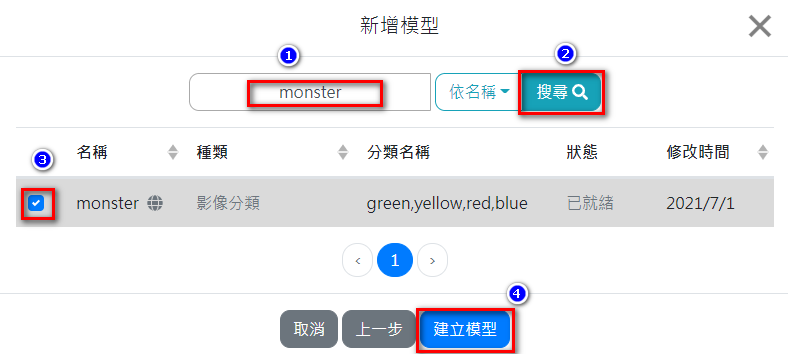 新增模型
1 2
monster 依名稱 搜尋
3 名稱 種類 分類名稱 狀態 修改時間
monster 影像分類 green,yellow,red,blue 已就緒 2021/7/1
‹ 1 ›
4
取消 上一步 建立模型